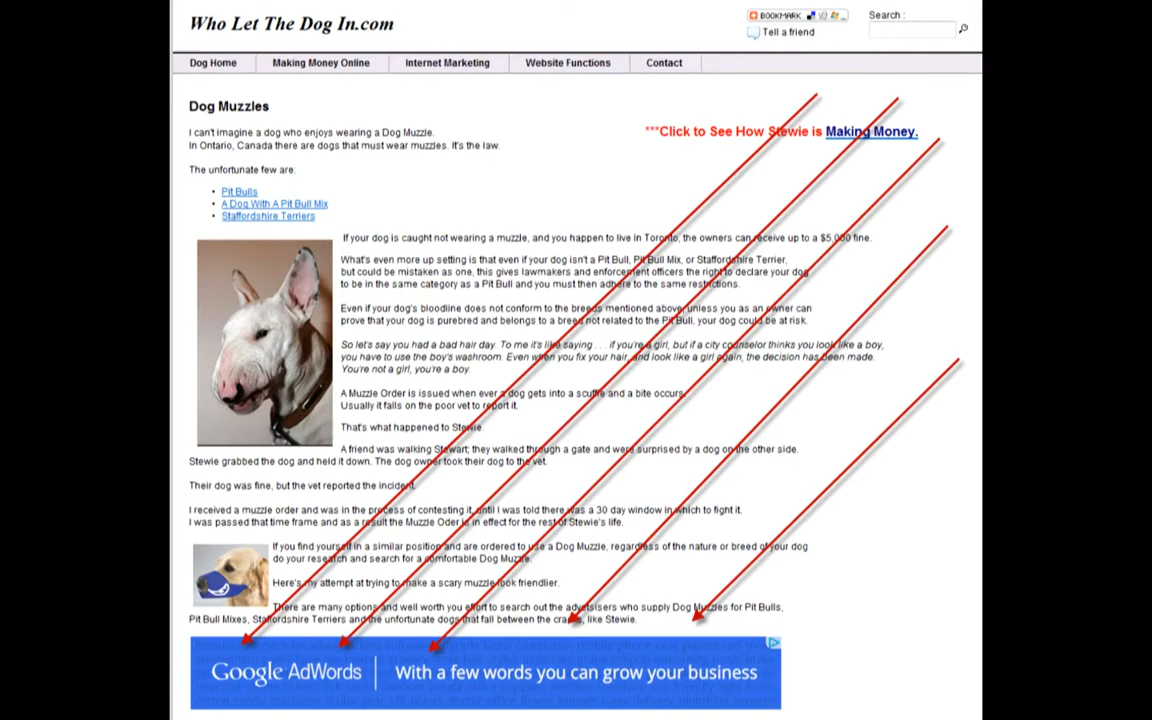 Who Let The Dog In.com
BOOKMARK
Search :
Tell a friend
Dog Home
Making Money Online
Internet Marketing
Website Functions
Contact
Dog Muzzles
I can't imagine a dog who enjoys wearing a Dog Muzzle.
***Click to See How Stewie is Making Money.
In Ontario, Canada there are dogs that must wear muzzles. It's the law.
The unfortunate few are:
Pit Bulls
A Dog With A Pit Bull Mix
Staffordshire Terriers
If your dog is caught not wearing a muzzle, and you happen to live in Toronto, the owners can receive up to a $5,000 fine.
What's even more up setting is that even if your dog isn't a Pit Bull, Pit Bull Mix, or Staffordshire Terrier,
but could be mistaken as one, this gives lawmakers and enforcement officers the right to declare your dog
to be in the same category as a Pit Bull and you must then adhere to the same restrictions.
Even if your dog's bloodline does not conform to the breeds mentioned above, unless you as an owner can
prove that your dog is purebred and belongs to a breed not related to the Pit Bull, your dog could be at risk.
So let's say you had a bad hair day. To me it's like saying . . . if you're a girl, but if a city counselor thinks you look like a boy,
you have to use the boy's washroom. Even when you fix your hair, and look like a girl again, the decision has been made.
You're not a girl, you're a boy.
A Muzzle Order is issued when ever a dog gets into a scuffle and a bite occurs.
Usually it falls on the poor vet to report it.
That's what happened to Stewie.
A friend was walking Stewart; they walked through a gate and were surprised by a dog on the other side.
Stewie grabbed the dog and held it down. The dog owner took their dog to the vet.
Their dog was fine, but the vet reported the incident.
I received a muzzle order and was in the process of contesting it, until I was told there was a 30 day window in which to fight it.
I was passed that time frame and as a result the Muzzle Oder is in effect for the rest of Stewie's life.
If you find yourself in a similar position and are ordered to use a Dog Muzzle, regardless of the nature or breed of your dog
do your research and search for a comfortable Dog Muzzle.
Here's my attempt at trying to make a scary muzzle look friendlier.
There are many options and well worth you effort to search out the advetsisers who supply Dog Muzzles for Pit Bulls,
Pit Bull Mixes, Staffordshire Terriers and the unfortunate dogs that fall between the cracks, like Stewie.
Google AdWords
With a few words you can grow your business